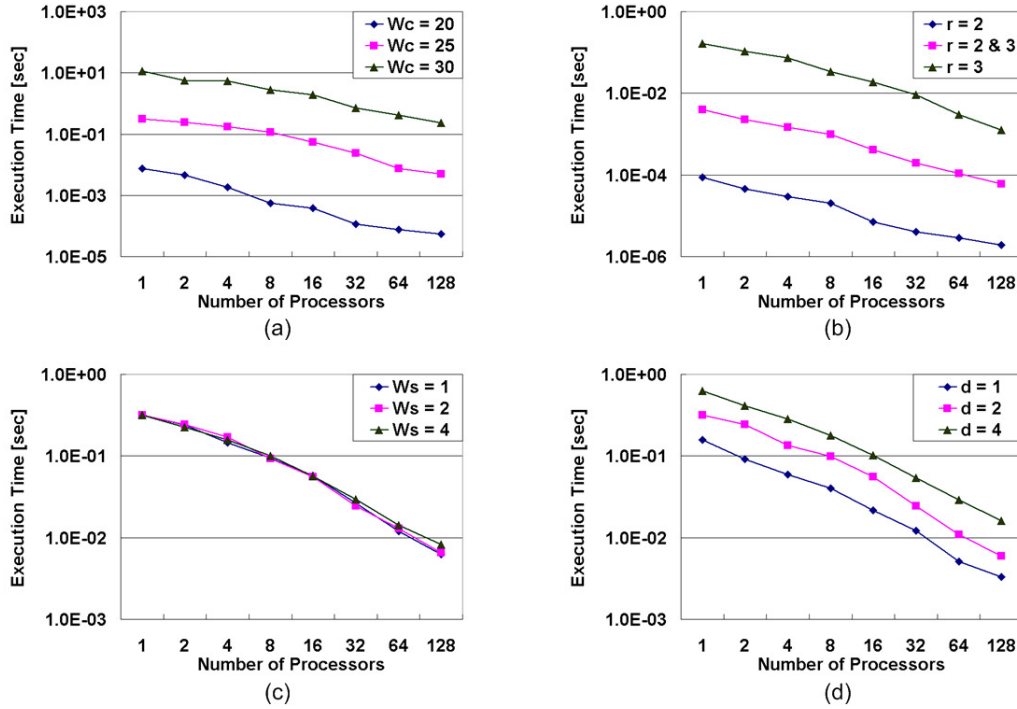 1.0E+03
1.0E+01
1.0E-01
1.0E-03
1.0E-05
Execution Time [sec]
Wc = 20
Wc = 25
Wc = 30
1 2 4 8 16 32 64 128
Number of Processors
(a)
1.0E+00
1.0E-02
1.0E-04
1.0E-06
Execution Time [sec]
r = 2
r = 2 & 3
r = 3
1 2 4 8 16 32 64 128
Number of Processors
(b)
1.0E+00
1.0E-01
1.0E-02
1.0E-03
Execution Time [sec]
Ws = 1
Ws = 2
Ws = 4
1 2 4 8 16 32 64 128
Number of Processors
(c)
1.0E+00
1.0E-01
1.0E-02
1.0E-03
Execution Time [sec]
d = 1
d = 2
d = 4
1 2 4 8 16 32 64 128
Number of Processors
(d)